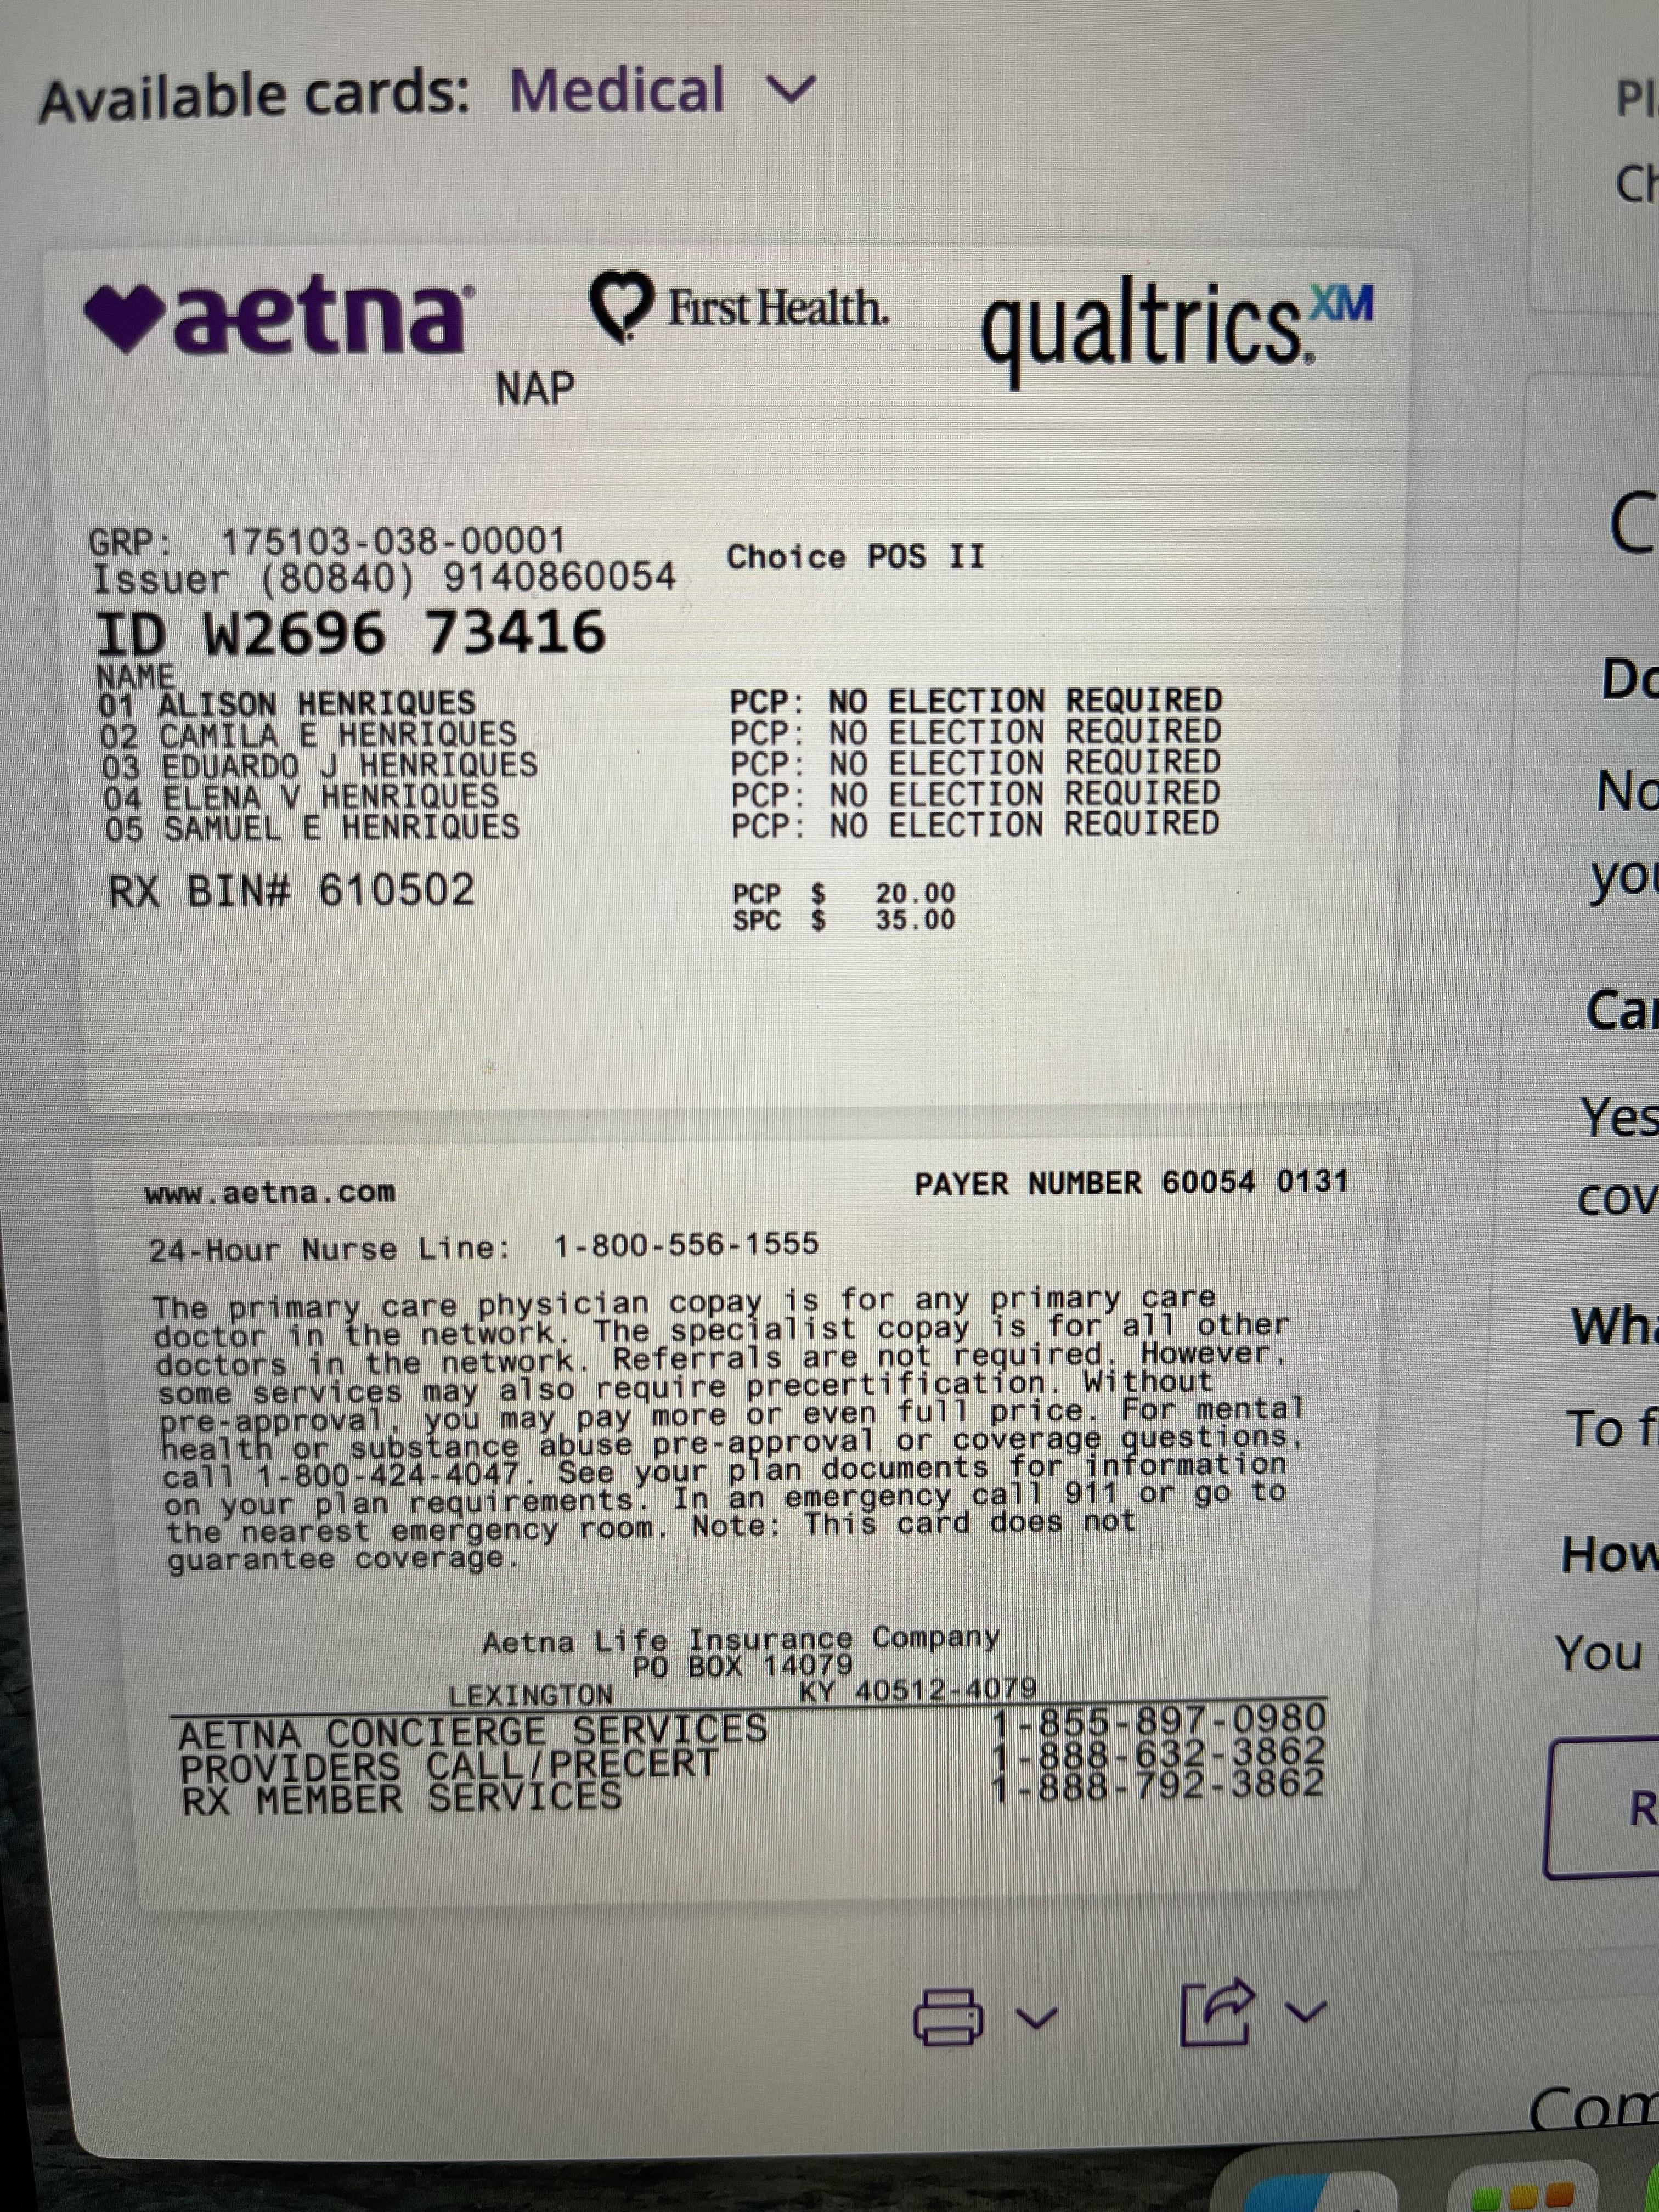 Available cards: Medical
aetna®
First Health.
qualtrics.XM
NAP
GRP: 175103-038-00001
Issuer (80840) 9140860054
Choice POS II
ID W2696 73416
NAME
01 ALISON HENRIQUES PCP: NO ELECTION REQUIRED
02 CAMILA E HENRIQUES PCP: NO ELECTION REQUIRED
03 EDUARDO J HENRIQUES PCP: NO ELECTION REQUIRED
04 ELENA V HENRIQUES PCP: NO ELECTION REQUIRED
05 SAMUEL E HENRIQUES PCP: NO ELECTION REQUIRED
RX BIN# 610502
PCP $ 20.00
SPC $ 35.00
www.aetna.com PAYER NUMBER 60054 0131
24-Hour Nurse Line: 1-800-556-1555
The primary care physician copay is for any primary care
doctor in the network. The specialist copay is for all other
doctors in the network. Referrals are not required. However,
some services may also require precertification. Without
pre-approval, you may pay more or even full price. For mental
health or substance abuse pre-approval or coverage questions,
call 1-800-424-4047. See your plan documents for information
on your plan requirements. In an emergency call 911 or go to
the nearest emergency room. Note: This card does not
guarantee coverage.
Aetna Life Insurance Company
PO BOX 14079
LEXINGTON KY 40512-4079
AETNA CONCIERGE SERVICES 1-855-897-0980
PROVIDERS CALL/PRECERT 1-888-632-3862
RX MEMBER SERVICES 1-888-792-3862
Pl
Ch
C
Do
No
you
Car
Yes
cov
Wha
To fi
How
You
R
Com